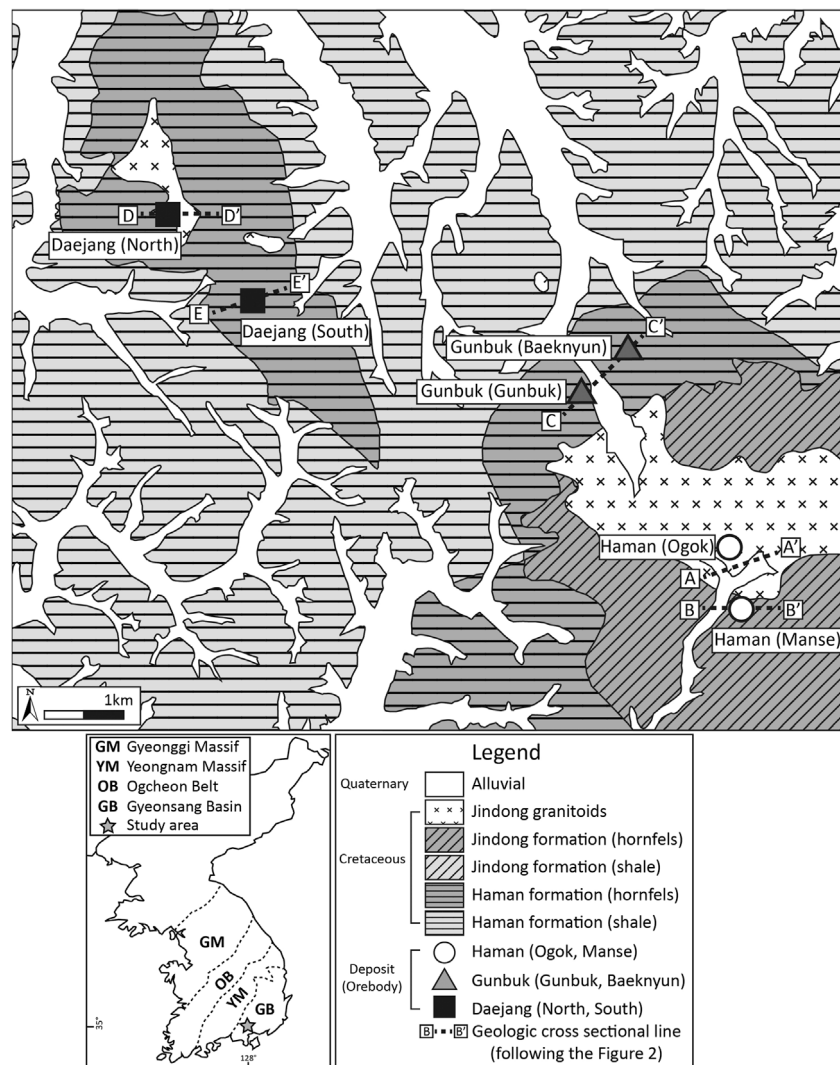 D
D'
Daejang (North)
E'
E
Daejang (South)
C'
Gunbuk (Baeknyun)
Gunbuk (Gunbuk)
C
Haman (Ogok)
A'
A
B
B'
Haman (Manse)
N
1km
GM Gyeonggi Massif
YM Yeongnam Massif
OB Ogcheon Belt
GB Gyeonsang Basin
Study area
GM
OB
YM
GB
35°
128°
Legend
Quaternary
Alluvial
Jindong granitoids
Jindong formation (hornfels)
Cretaceous
Jindong formation (shale)
Haman formation (hornfels)
Haman formation (shale)
Haman (Ogok, Manse)
Deposit
(Orebody)
Gunbuk (Gunbuk, Baeknyun)
Daejang (North, South)
B B' Geologic cross sectional line
(following the Figure 2)